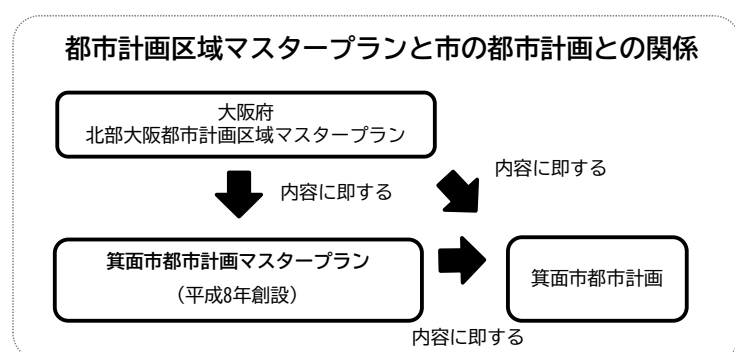 都市計画区域マスタープランと市の都市計画との関係
大阪府
北部大阪都市計画区域マスタープラン
内容に即する
内容に即する
箕面市都市計画マスタープラン
（平成8年創設）
箕面市都市計画
内容に即する